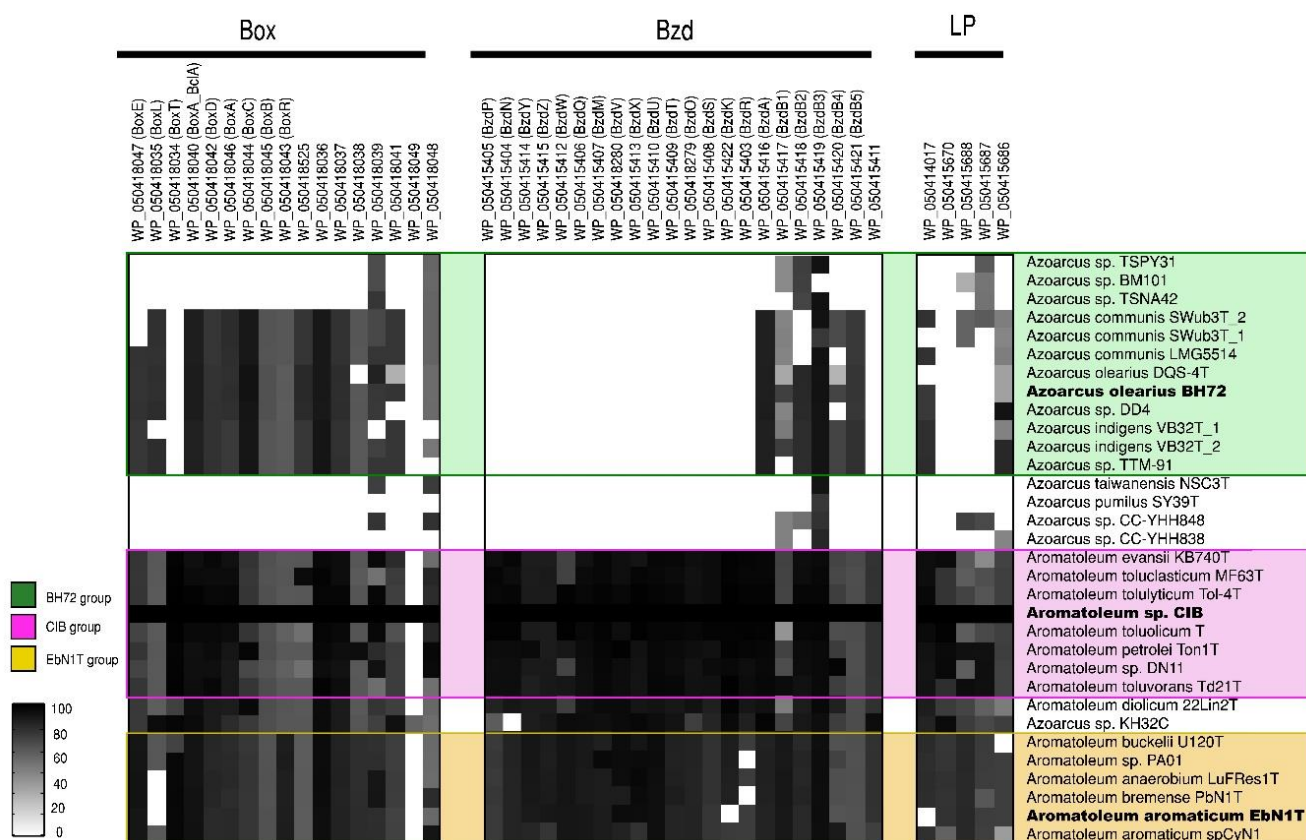 Box
Bzd
LP
WP_050418047 (BoxE)
WP_050418035 (BoxL)
WP_050418034 (BoxT)
WP_050418040 (BoxA_BclA)
WP_050418042 (BoxD)
WP_050418046 (BoxA)
WP_050418044 (BoxC)
WP_050418045 (BoxB)
WP_050418043 (BoxR)
WP_050418525
WP_050418036
WP_050418037
WP_050418038
WP_050418039
WP_050418041
WP_050418049
WP_050418048
WP_050415405 (BzdP)
WP_050415404 (BzdN)
WP_050415414 (BzdY)
WP_050415415 (BzdZ)
WP_050415412 (BzdW)
WP_050415406 (BzdQ)
WP_050415407 (BzdM)
WP_050418280 (BzdV)
WP_050415413 (BzdX)
WP_050415410 (BzdU)
WP_050415409 (BzdT)
WP_050418279 (BzdO)
WP_050415408 (BzdS)
WP_050415422 (BzdK)
WP_050415403 (BzdR)
WP_050415416 (BzdA)
WP_050415417 (BzdB1)
WP_050415418 (BzdB2)
WP_050415419 (BzdB3)
WP_050415420 (BzdB4)
WP_050415421 (BzdB5)
WP_050415411
WP_050414017
WP_050415670
WP_050415688
WP_050415687
WP_050415686
Azoarcus sp. TSPY31
Azoarcus sp. BM101
Azoarcus sp. TSNA42
Azoarcus communis SWub3T_2
Azoarcus communis SWub3T_1
Azoarcus communis LMG5514
Azoarcus olearius DQS-4T
Azoarcus olearius BH72
Azoarcus sp. DD4
Azoarcus indigens VB32T_1
Azoarcus indigens VB32T_2
Azoarcus sp. TTM-91
Azoarcus taiwanensis NSC3T
Azoarcus pumilus SY39T
Azoarcus sp. CC-YHH848
Azoarcus sp. CC-YHH838
Aromatoleum evansii KB740T
Aromatoleum toluclasticum MF63T
Aromatoleum tolulyticum Tol-4T
Aromatoleum sp. CIB
Aromatoleum toluolicum T
Aromatoleum petrolei Ton1T
Aromatoleum sp. DN11
Aromatoleum toluvorans Td21T
Aromatoleum diolicum 22Lin2T
Azoarcus sp. KH32C
Aromatoleum buckelii U120T
Aromatoleum sp. PA01
Aromatoleum anaerobium LuFRes1T
Aromatoleum bremense PbN1T
Aromatoleum aromaticum EbN1T
Aromatoleum aromaticum spCyN1
BH72 group
CIB group
EbN1T group
100
80
60
40
20
0